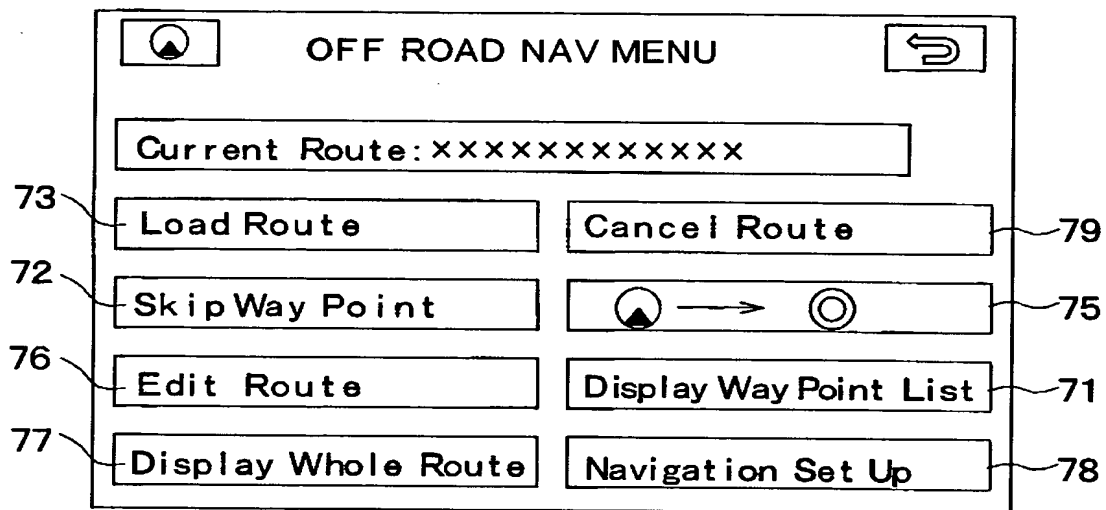 OFF ROAD NAV MENU
Current Route: ××××××××××××
73 Load Route Cancel Route 79
72 Skip Way Point 75
76 Edit Route Display Way Point List 71
77 Display Whole Route Navigation Set Up 78